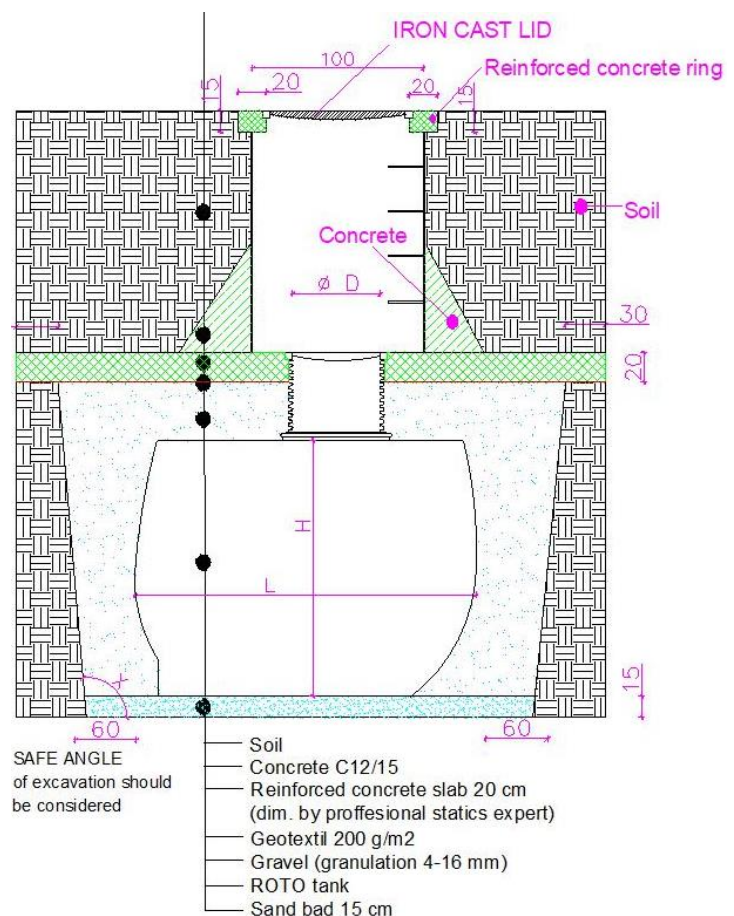 IRON CAST LID
100
Reinforced concrete ring
15
20
20
15
Soil
Concrete
Ø D
30
20
H
L
x
15
60
60
SAFE ANGLE
of excavation should
be considered
Soil
Concrete C12/15
Reinforced concrete slab 20 cm
(dim. by proffesional statics expert)
Geotextil 200 g/m2
Gravel (granulation 4-16 mm)
ROTO tank
Sand bad 15 cm